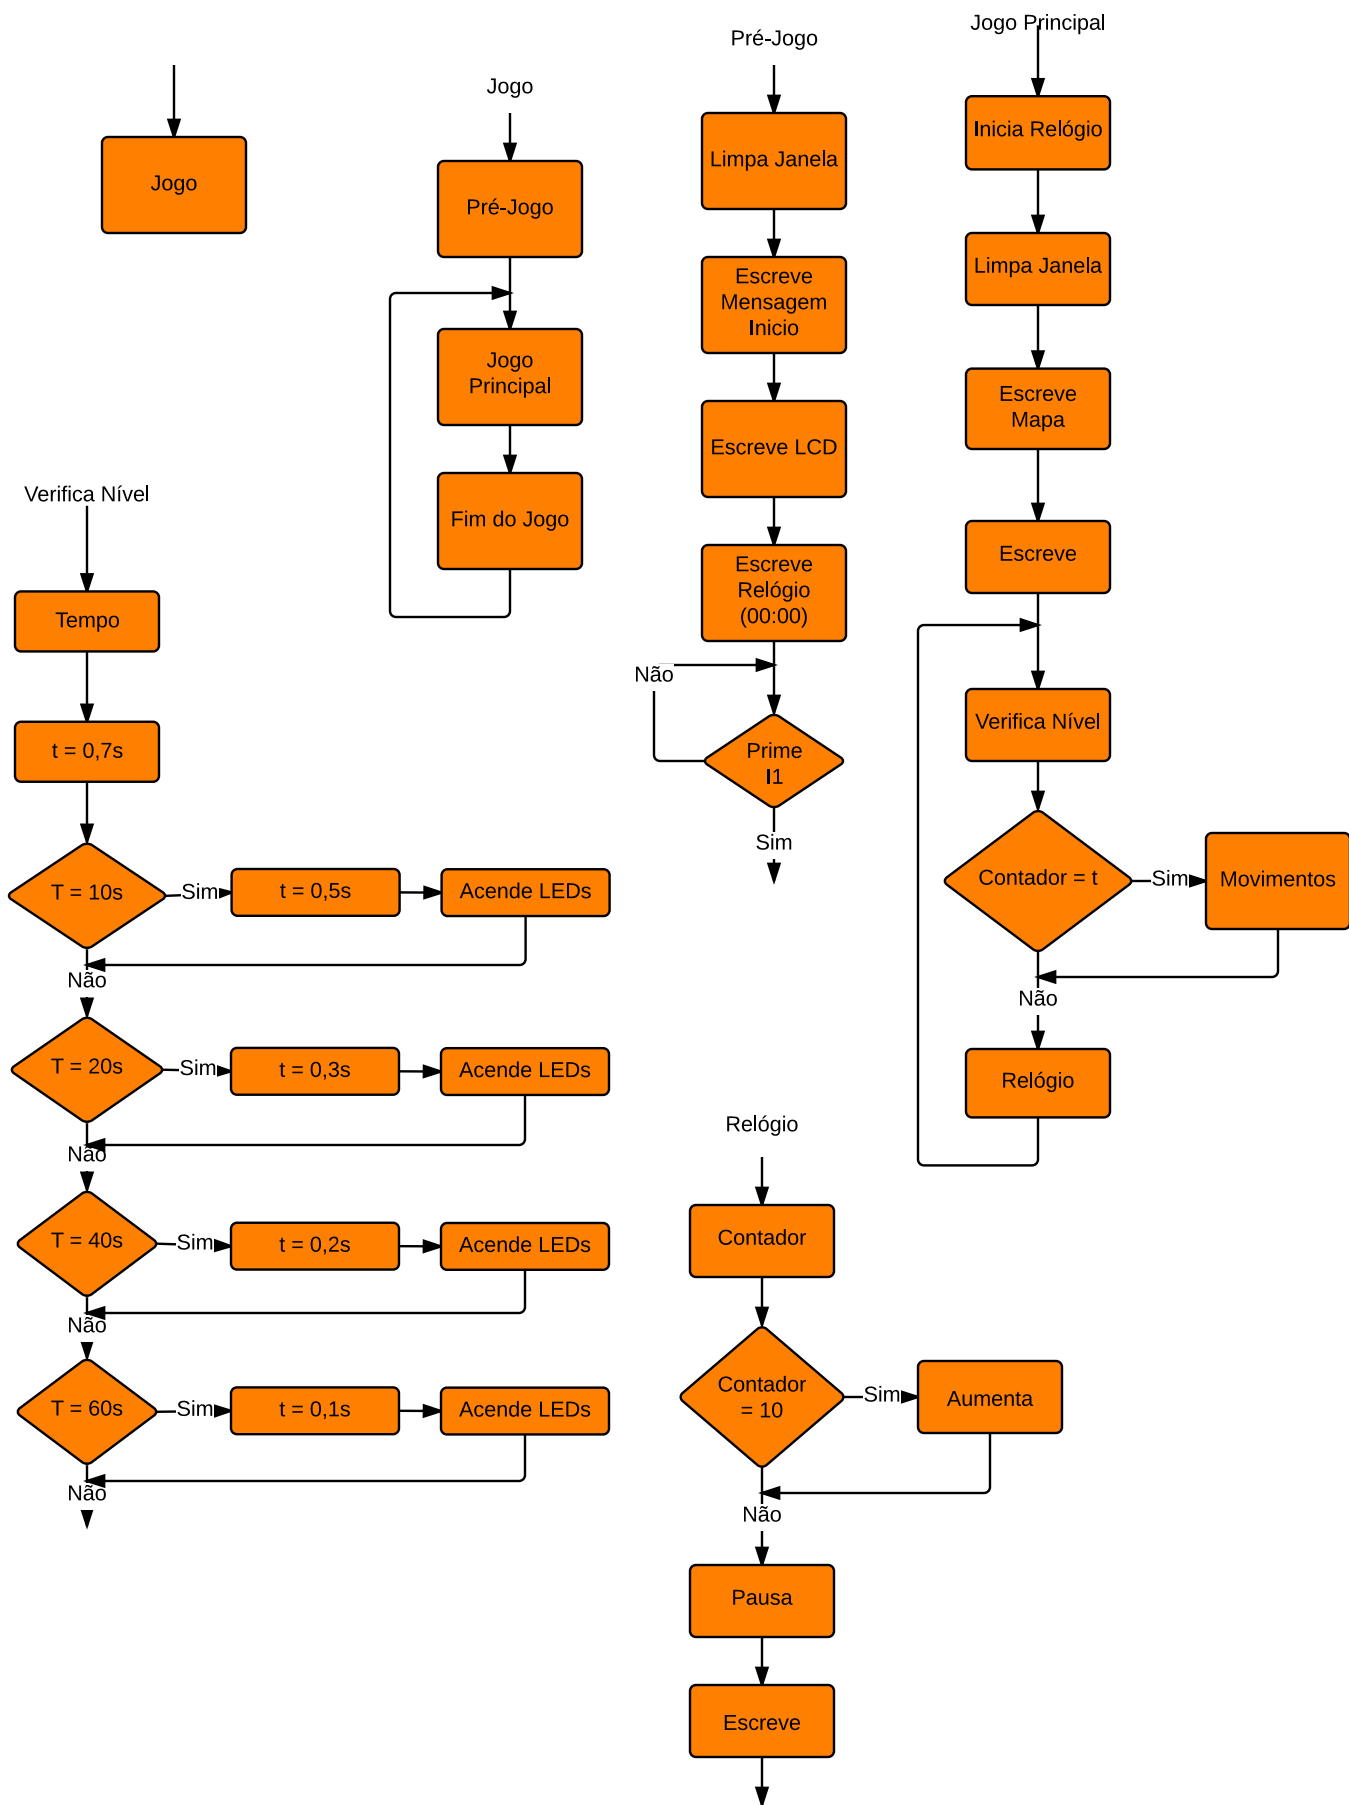 Jogo
Jogo
Pré-Jogo
Jogo
Principal
Fim do Jogo
Pré-Jogo
Limpa Janela
Escreve
Mensagem
Inicio
Escreve LCD
Escreve
Relógio
(00:00)
Não
Prime
I1
Sim
Jogo Principal
Inicia Relógio
Limpa Janela
Escreve
Mapa
Escreve
Verifica Nível
Contador = t
Sim
Movimentos
Não
Relógio
Verifica Nível
Tempo
t = 0,7s
T = 10s
Sim
t = 0,5s
Acende LEDs
Não
T = 20s
Sim
t = 0,3s
Acende LEDs
Não
T = 40s
Sim
t = 0,2s
Acende LEDs
Não
T = 60s
Sim
t = 0,1s
Acende LEDs
Não
Relógio
Contador
Contador
= 10
Sim
Aumenta
Não
Pausa
Escreve